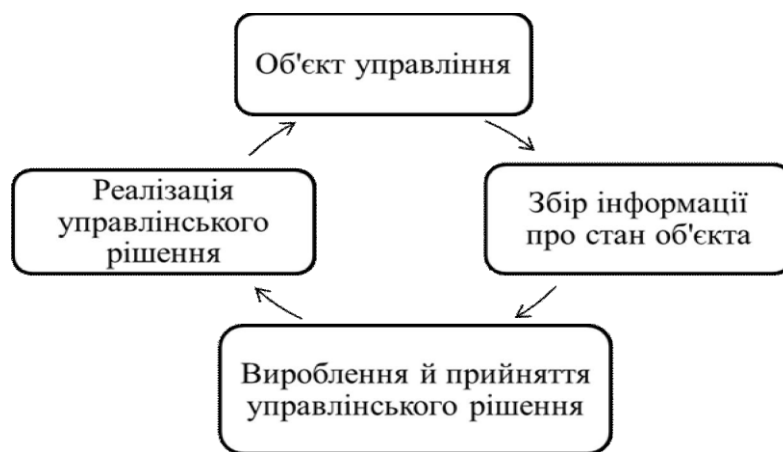 Об'єкт управління
Збір інформації
про стан об'єкта
Вироблення й прийняття
управлінського рішення
Реалізація
управлінського
рішення